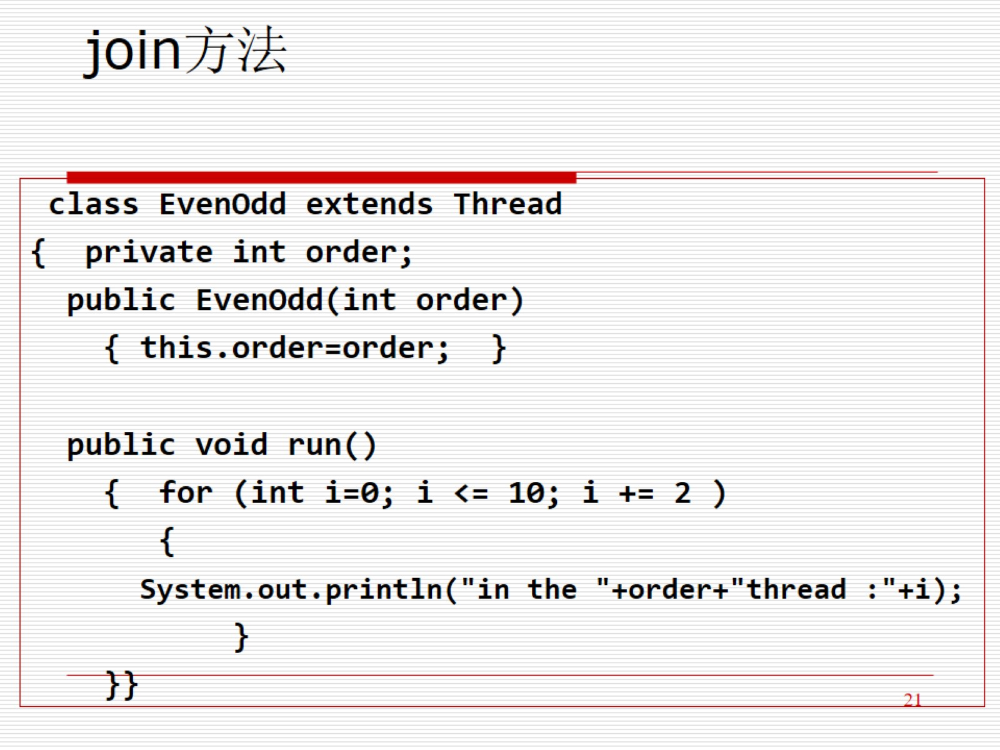 join方法
class EvenOdd extends Thread
{  private int order;
public EvenOdd(int order)
{ this.order=order;  }
public void run()
{  for (int i=0; i <= 10; i += 2 )
{
System.out.println("in the "+order+"thread :"+i);
}
}}
21